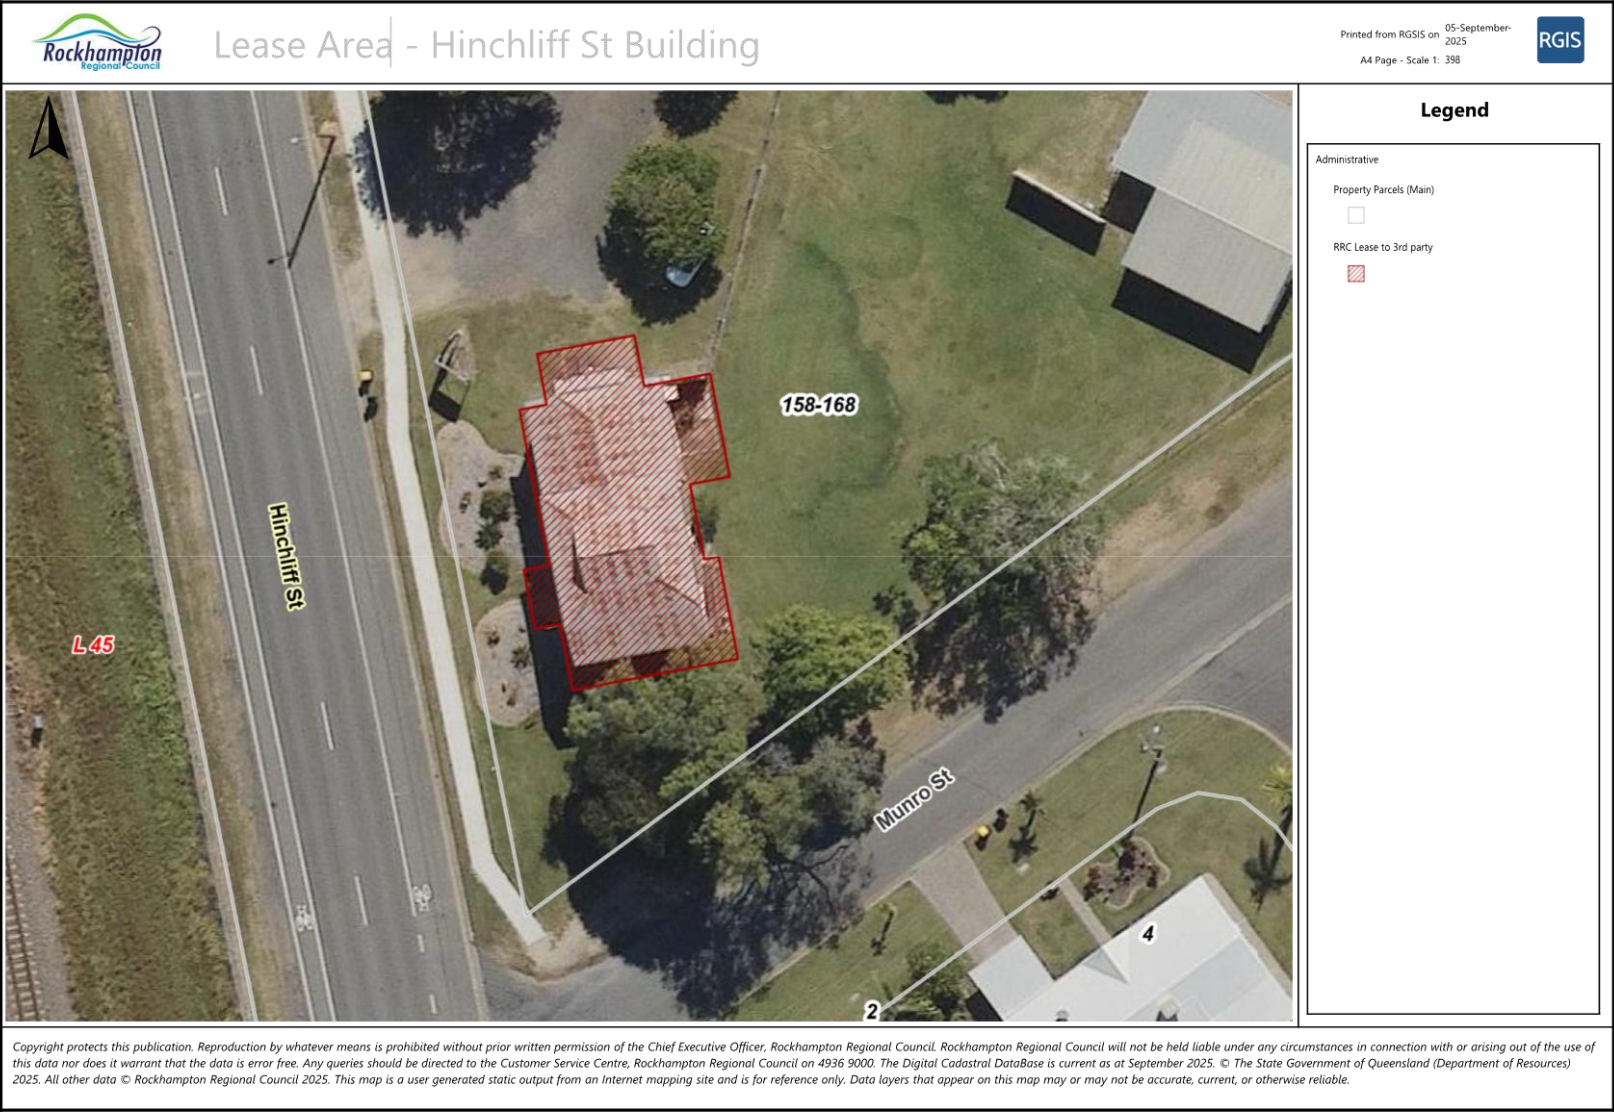 Rockhampton
Regional Council
Lease Area - Hinchliff St Building
Printed from RGSIS on 05-September-
2025
A4 Page - Scale 1: 398
RGIS
Legend
Administrative
Property Parcels (Main)
RRC Lease to 3rd party
158-168
Hinchliff St
L 45
Munro St
4
2
Copyright protects this publication. Reproduction by whatever means is prohibited without prior written permission of the Chief Executive Officer, Rockhampton Regional Council. Rockhampton Regional Council will not be held liable under any circumstances in connection with or arising out of the use of
this data nor does it warrant that the data is error free. Any queries should be directed to the Customer Service Centre, Rockhampton Regional Council on 4936 9000. The Digital Cadastral DataBase is current as at September 2025. © The State Government of Queensland (Department of Resources)
2025. All other data © Rockhampton Regional Council 2025. This map is a user generated static output from an Internet mapping site and is for reference only. Data layers that appear on this map may or may not be accurate, current, or otherwise reliable.